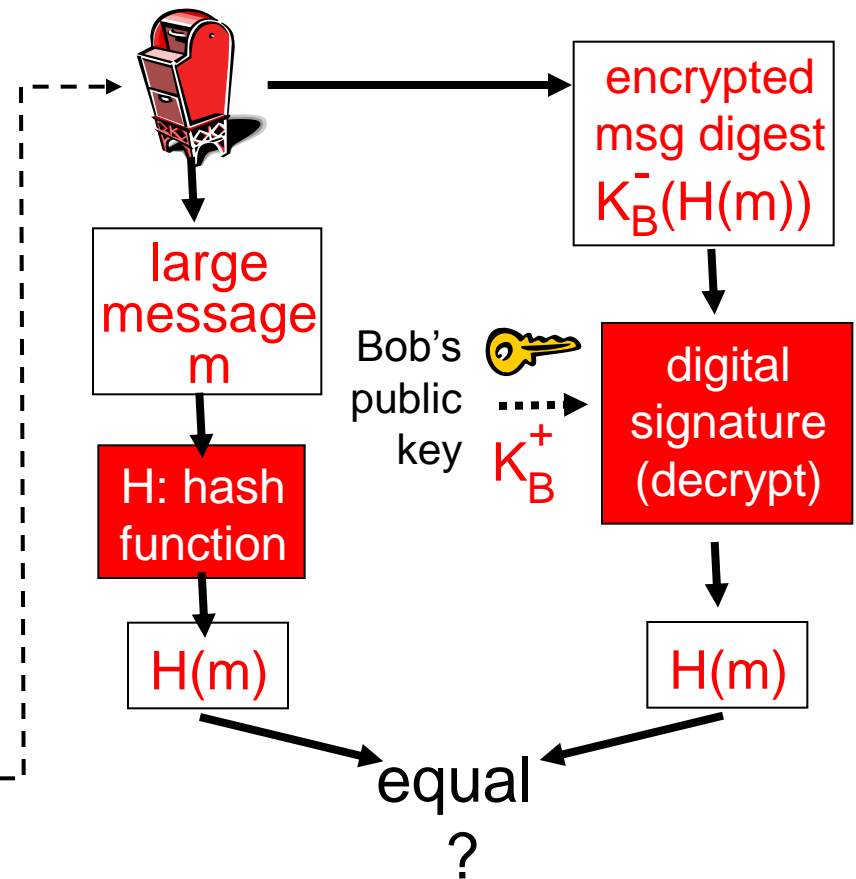 encrypted
msg digest
K_B^-(H(m))
large
message
m
Bob’s
public
key
K_B^+
digital
signature
(decrypt)
H: hash
function
H(m)
H(m)
equal
?